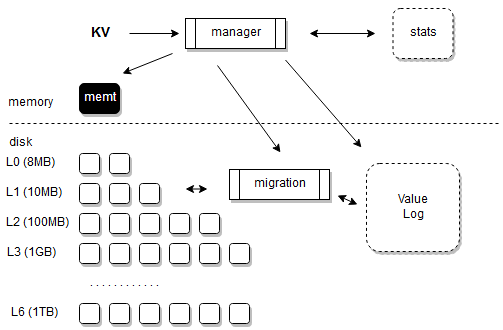 KV
manager
stats
memt
memory
disk
L0 (8MB)
L1 (10MB)
migration
Value
Log
L2 (100MB)
L3 (1GB)
............
L6 (1TB)